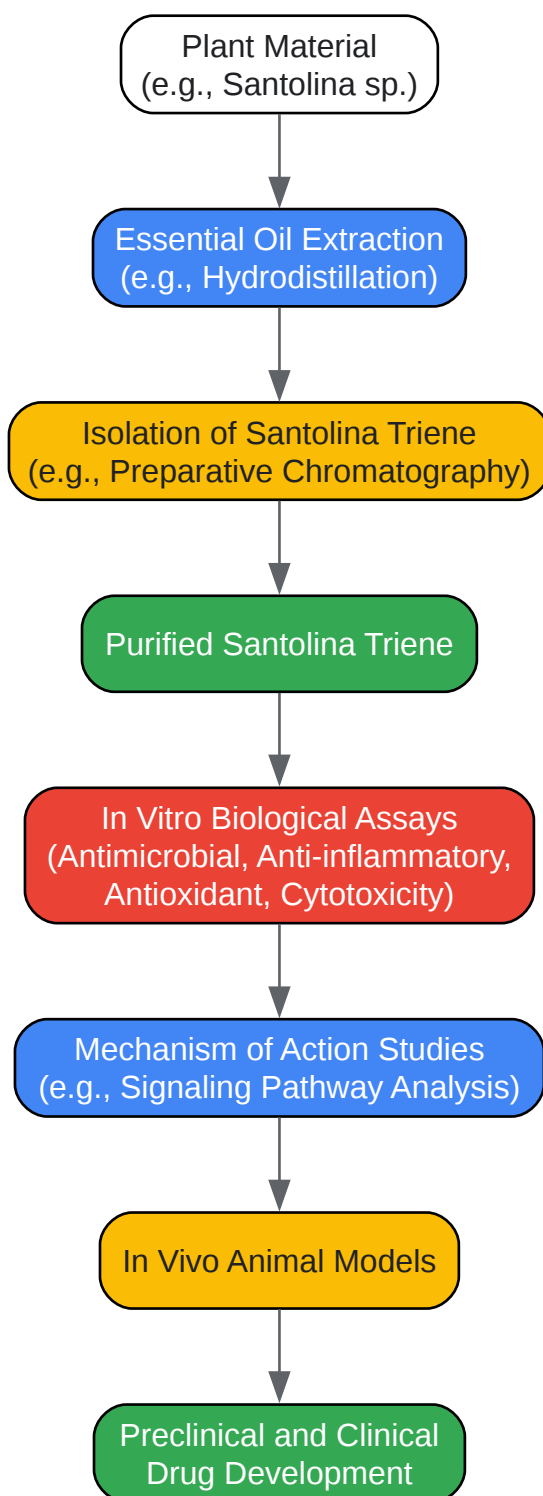 Plant Material
(e.g., Santolina sp.)
Essential Oil Extraction
(e.g., Hydrodistillation)
Isolation of Santolina Triene
(e.g., Preparative Chromatography)
Purified Santolina Triene
In Vitro Biological Assays
(Antimicrobial, Anti-inflammatory,
Antioxidant, Cytotoxicity)
Mechanism of Action Studies
(e.g., Signaling Pathway Analysis)
In Vivo Animal Models
Preclinical and Clinical
Drug Development